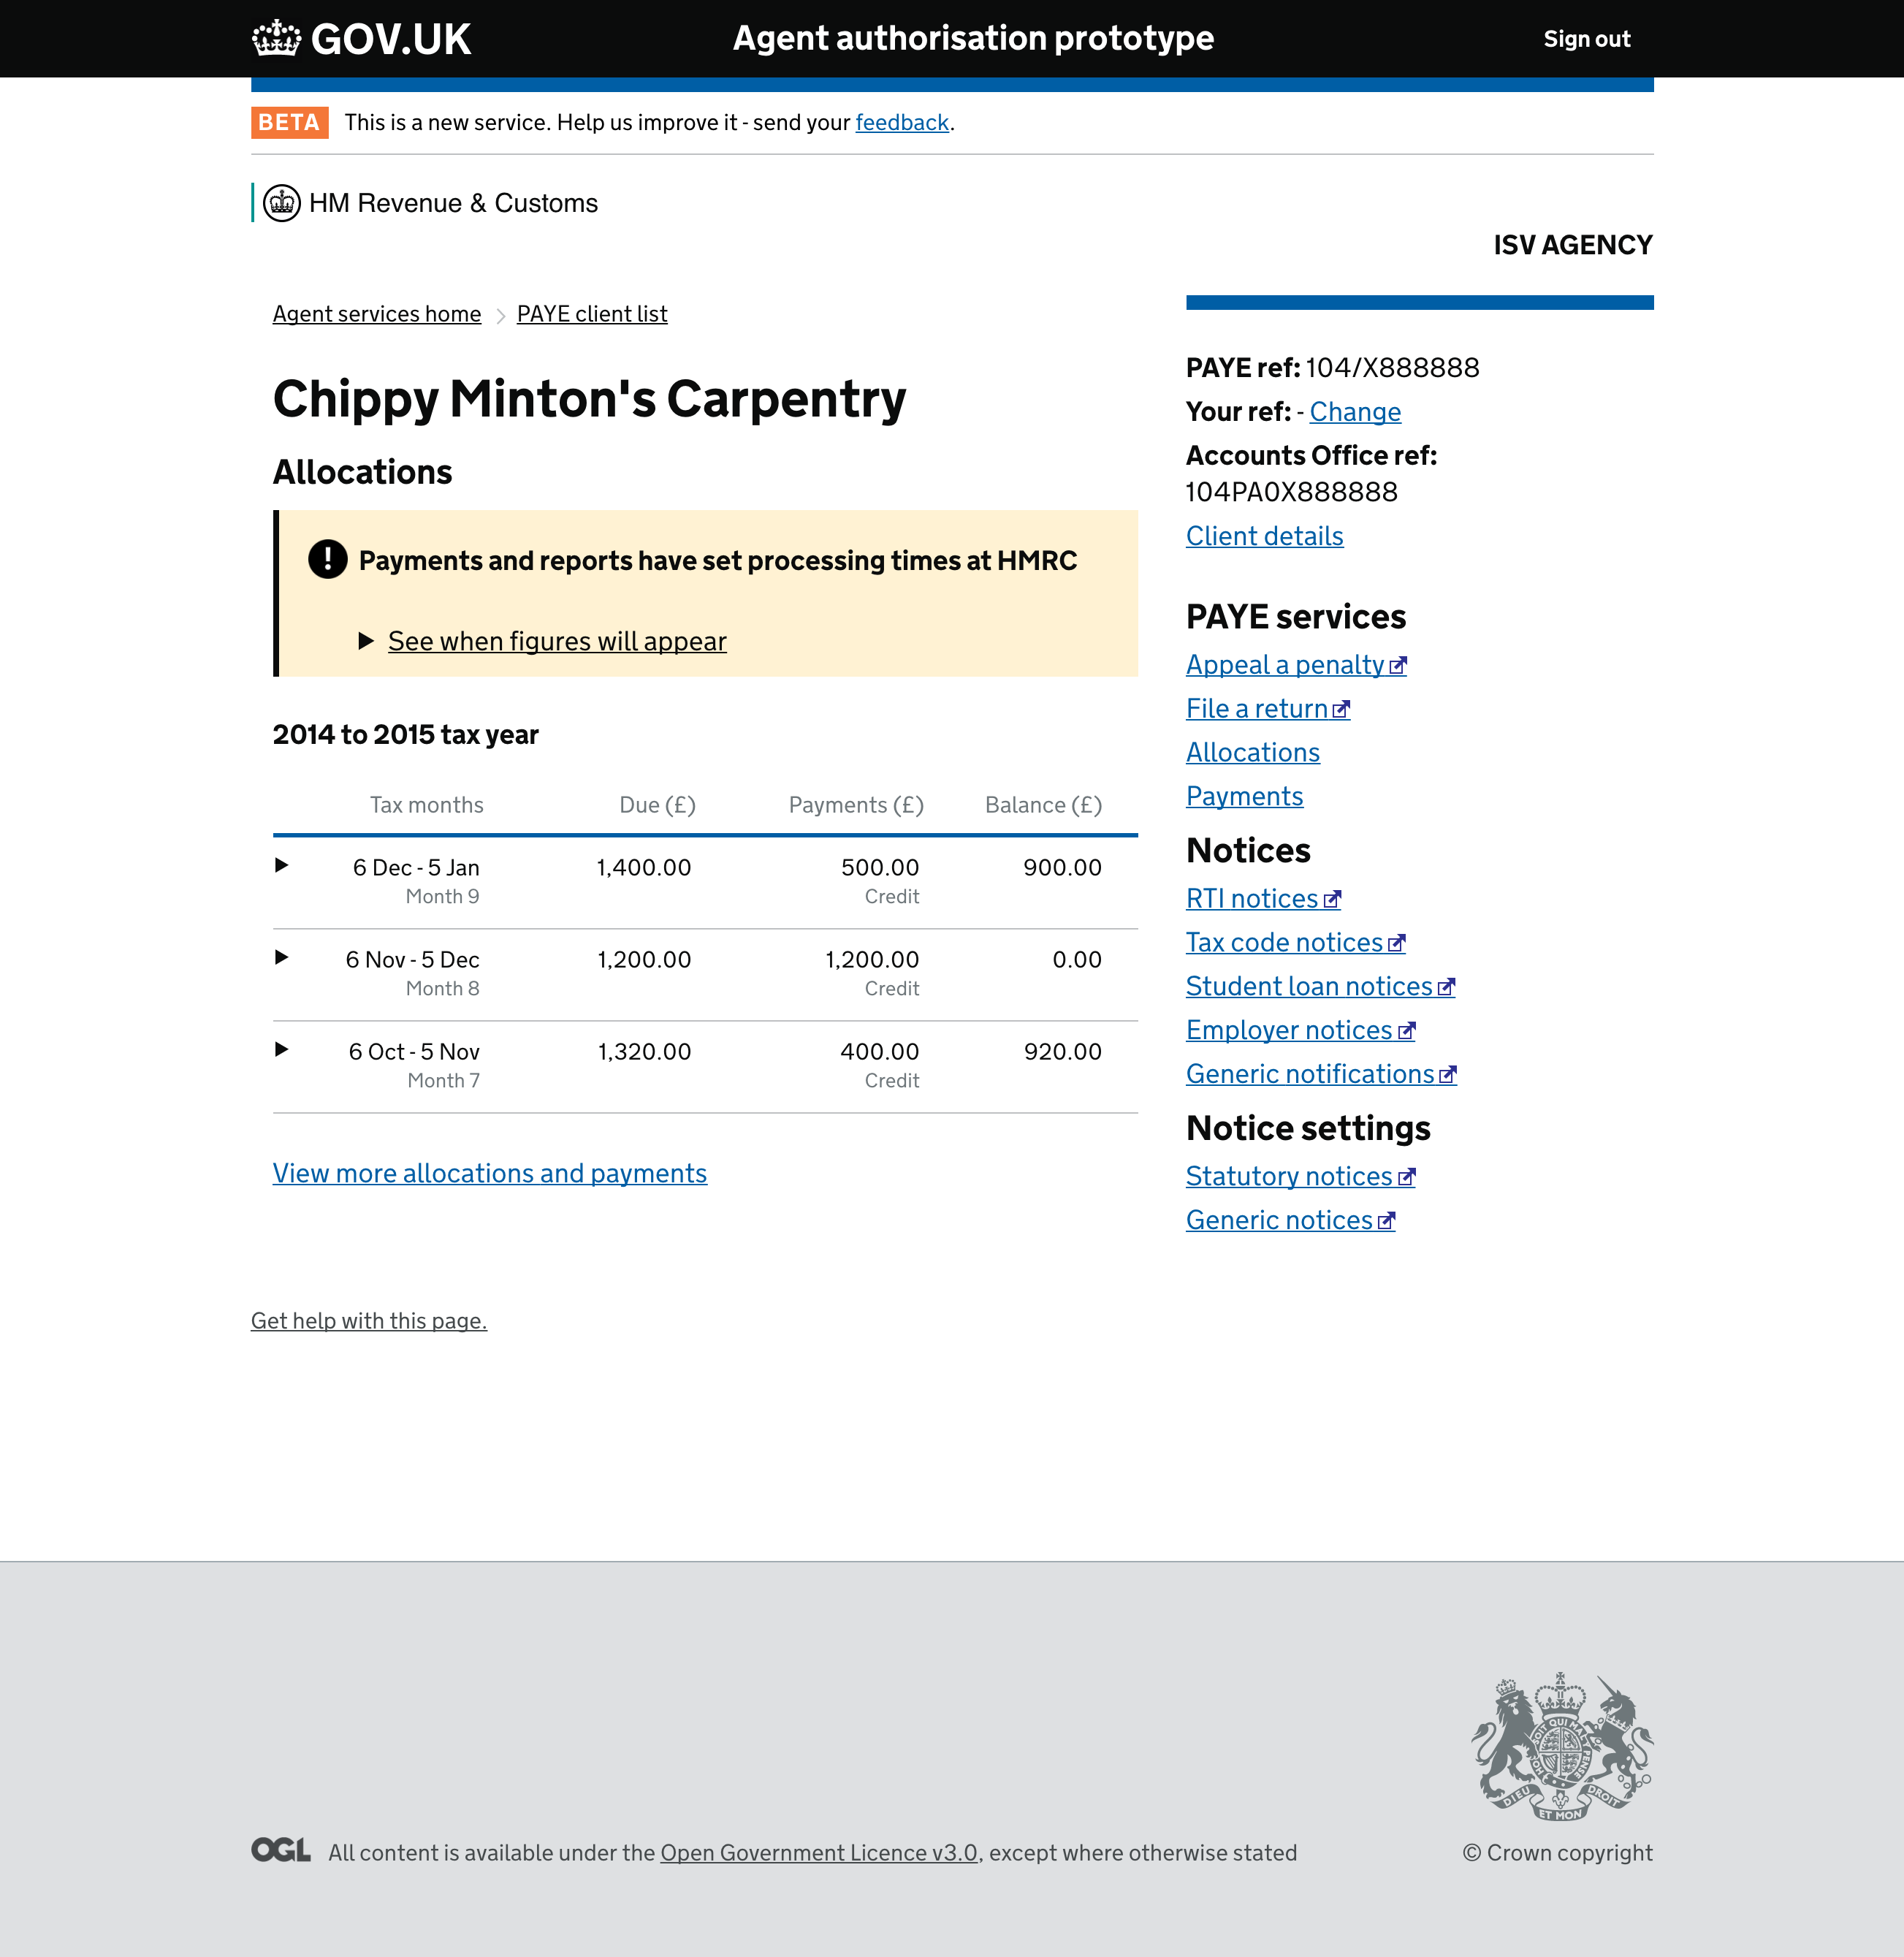 GOV.UK
Agent authorisation prototype
Sign out
BETA This is a new service. Help us improve it - send your feedback.
HM Revenue & Customs
ISV AGENCY
Agent services home
PAYE client list
Chippy Minton's Carpentry
Allocations
! Payments and reports have set processing times at HMRC
See when figures will appear
2014 to 2015 tax year
Tax months Due (£) Payments (£) Balance (£)
6 Dec - 5 Jan 1,400.00 500.00 900.00
Month 9 Credit
6 Nov - 5 Dec 1,200.00 1,200.00 0.00
Month 8 Credit
6 Oct - 5 Nov 1,320.00 400.00 920.00
Month 7 Credit
View more allocations and payments
PAYE ref: 104/X888888
Your ref: - Change
Accounts Office ref:
104PA0X888888
Client details
PAYE services
Appeal a penalty
File a return
Allocations
Payments
Notices
RTI notices
Tax code notices
Student loan notices
Employer notices
Generic notifications
Notice settings
Statutory notices
Generic notices
Get help with this page.
DIEU ET MON DROIT
OGL All content is available under the Open Government Licence v3.0, except where otherwise stated
© Crown copyright